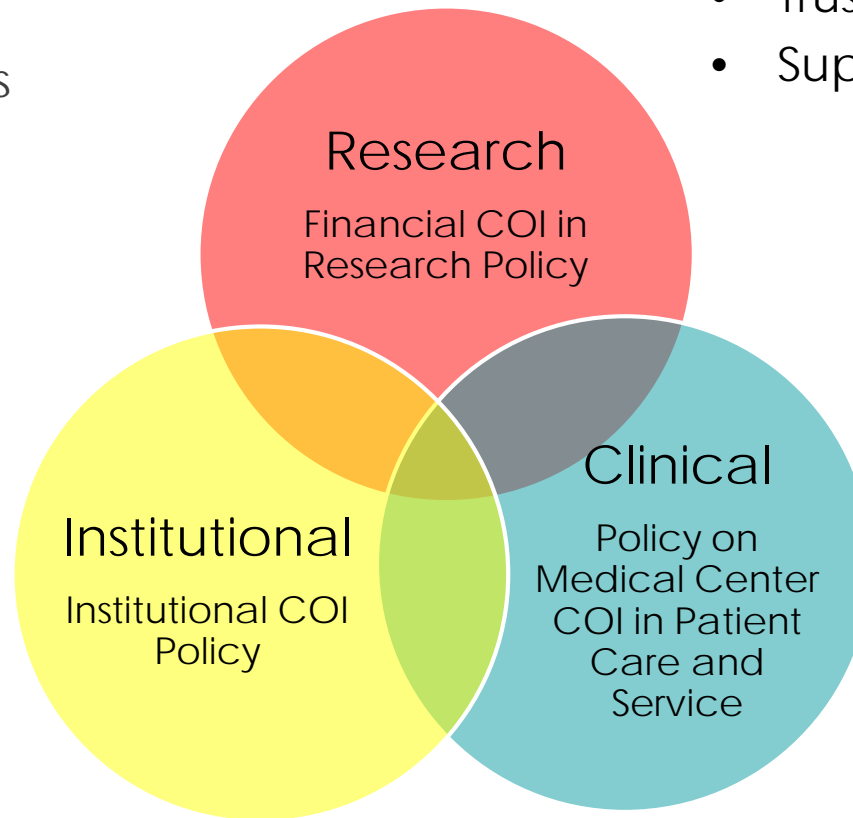 • Sup
Research
Financial COI in
Research Policy
Clinical
Policy on
Medical Center
COI in Patient
Care and
Service
Institutional
Institutional COI
Policy